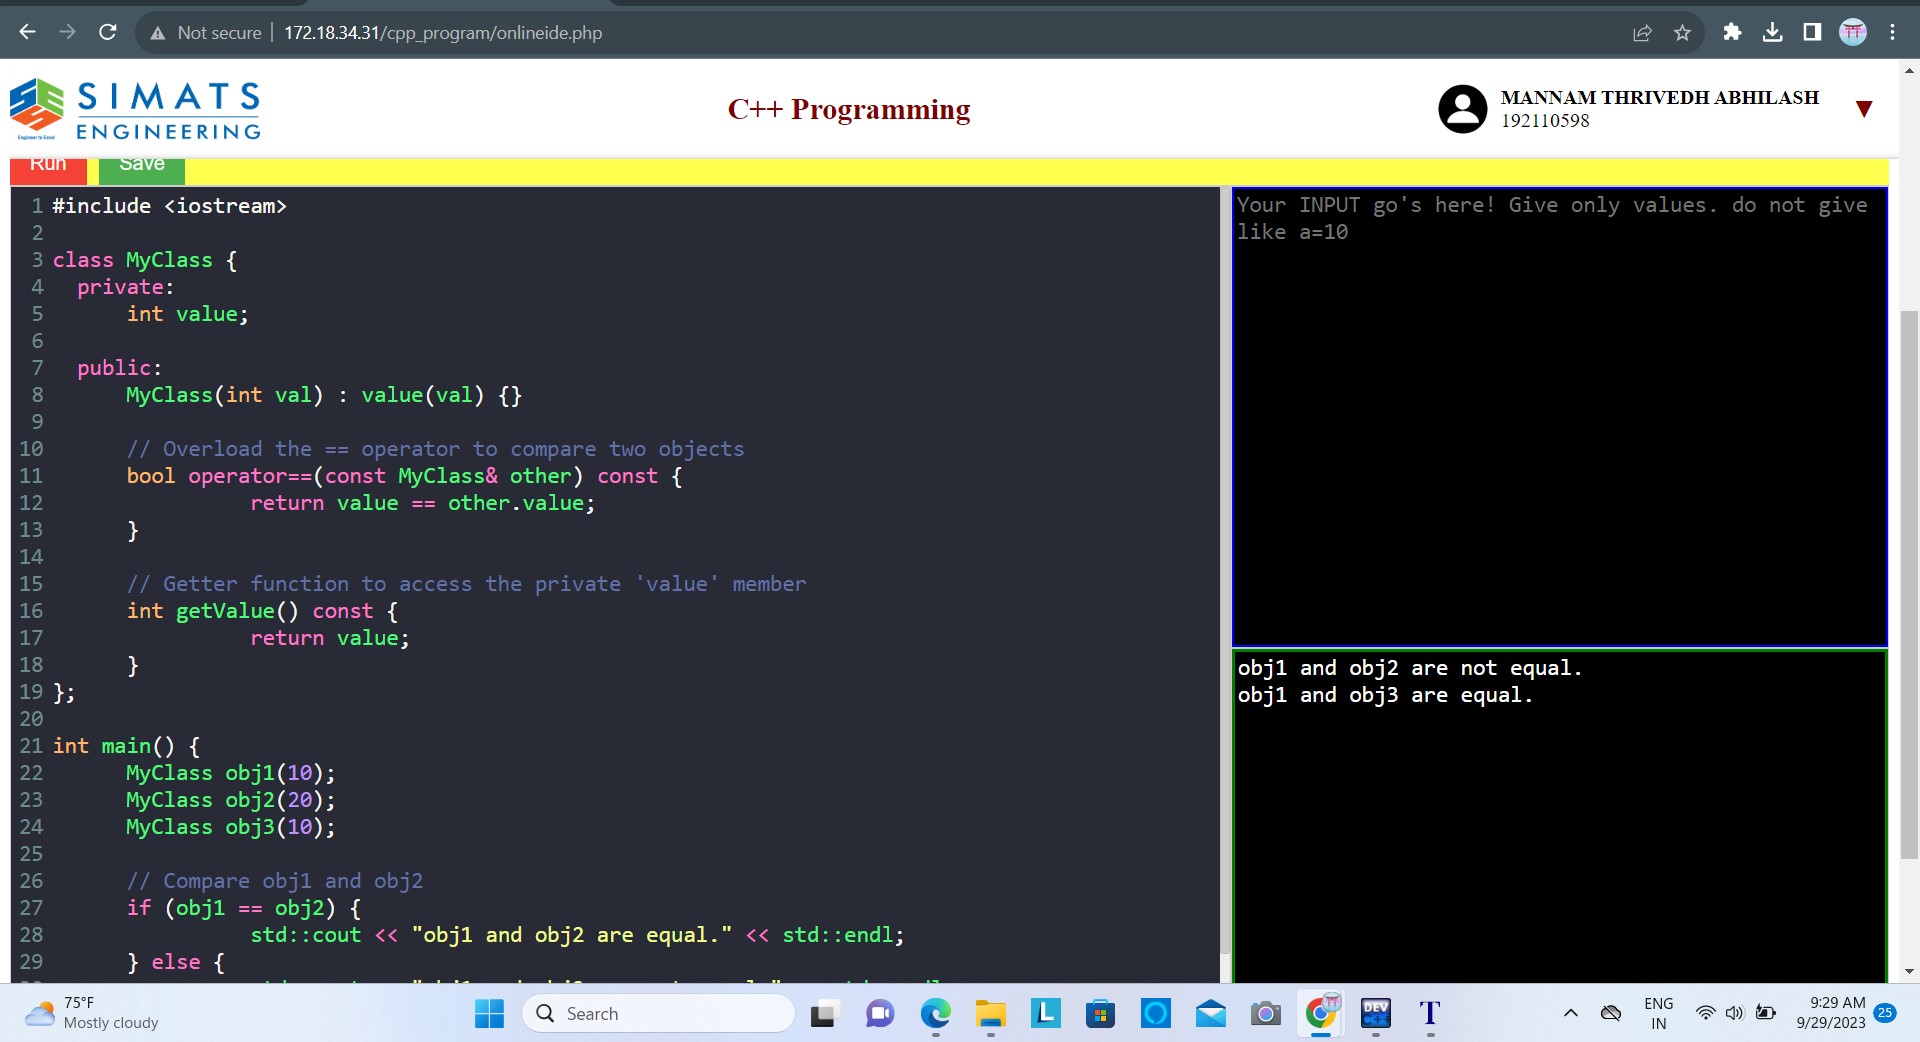 Not secure 172.18.34.31/cpp_program/onlineide.php
SIMATS
ENGINEERING
Engineer to Excel
C++ Programming
MANNAM THRIVEDH ABHILASH
192110598
Run Save
1 #include <iostream>
2
3 class MyClass {
4 private:
5 int value;
6
7 public:
8 MyClass(int val) : value(val) {}
9
10 // Overload the == operator to compare two objects
11 bool operator==(const MyClass& other) const {
12 return value == other.value;
13 }
14
15 // Getter function to access the private 'value' member
16 int getValue() const {
17 return value;
18 }
19 };
20
21 int main() {
22 MyClass obj1(10);
23 MyClass obj2(20);
24 MyClass obj3(10);
25
26 // Compare obj1 and obj2
27 if (obj1 == obj2) {
28 std::cout << "obj1 and obj2 are equal." << std::endl;
29 } else {
Your INPUT go's here! Give only values. do not give
like a=10
obj1 and obj2 are not equal.
obj1 and obj3 are equal.
75°F
Mostly cloudy
Search
L
DEV
C++
T
ENG
IN
9:29 AM
9/29/2023
25